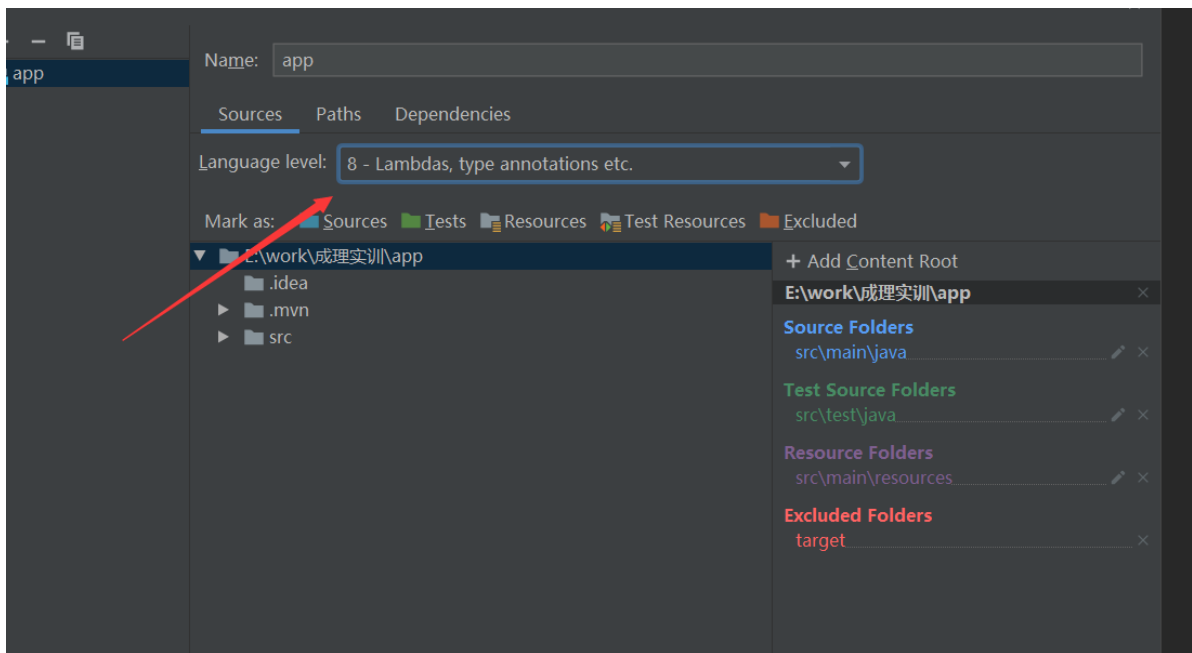 app
Name: app
Sources Paths Dependencies
Language level: 8 - Lambdas, type annotations etc.
Mark as: Sources Tests Resources Test Resources Excluded
E:\work\成理实训\app
.idea
.mvn
src
+ Add Content Root
E:\work\成理实训\app
Source Folders
src\main\java
Test Source Folders
src\test\java
Resource Folders
src\main\resources
Excluded Folders
target